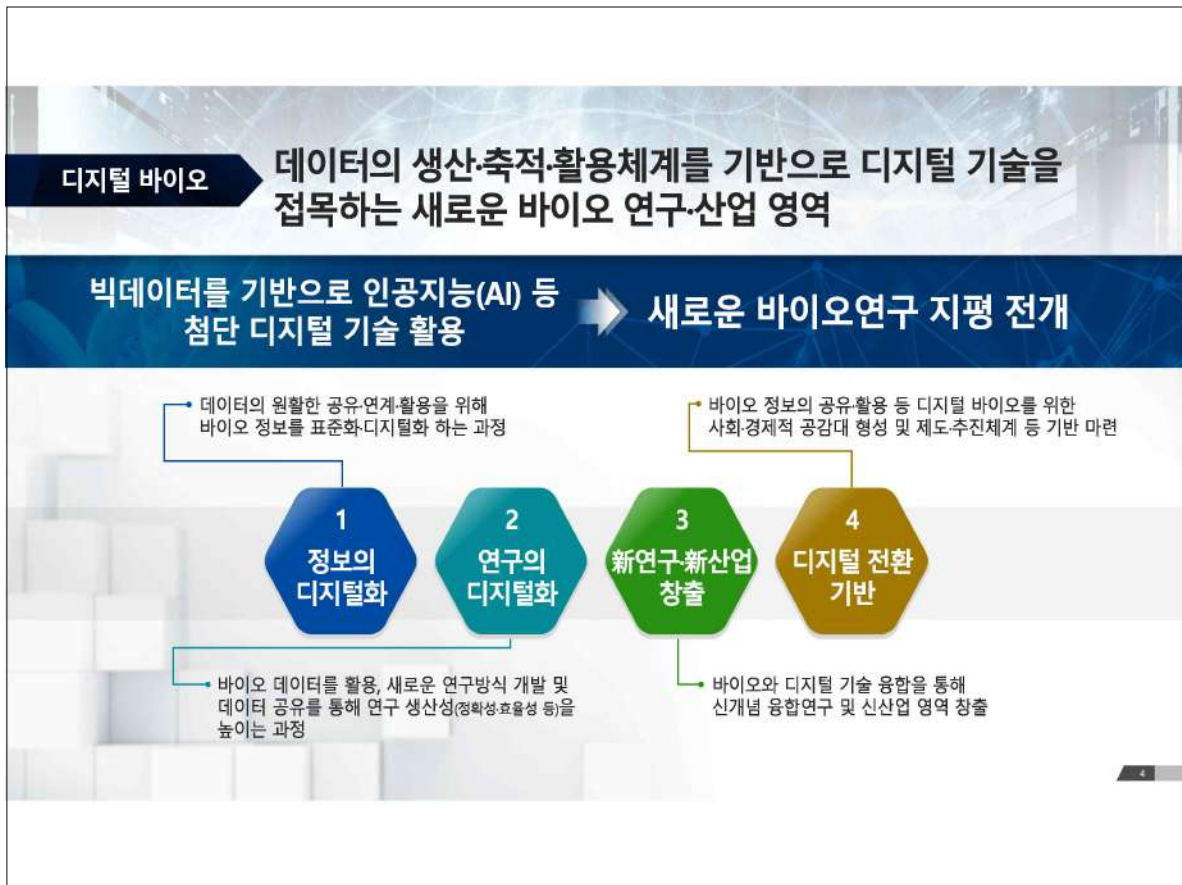 디지털 바이오
데이터의 생산·축적·활용체계를 기반으로 디지털 기술을
접목하는 새로운 바이오 연구·산업 영역
빅데이터를 기반으로 인공지능(AI) 등
첨단 디지털 기술 활용
새로운 바이오연구 지평 전개
데이터의 원활한 공유·연계·활용을 위해
바이오 정보를 표준화·디지털화 하는 과정
바이오 정보의 공유·활용 등 디지털 바이오를 위한
사회·경제적 공감대 형성 및 제도·추진체계 등 기반 마련
1
정보의
디지털화
2
연구의
디지털화
3
新연구·新산업
창출
4
디지털 전환
기반
바이오 데이터를 활용, 새로운 연구방식 개발 및
데이터 공유를 통해 연구 생산성(정확성·효율성 등)을
높이는 과정
바이오와 디지털 기술 융합을 통해
신개념 융합연구 및 신산업 영역 창출
4